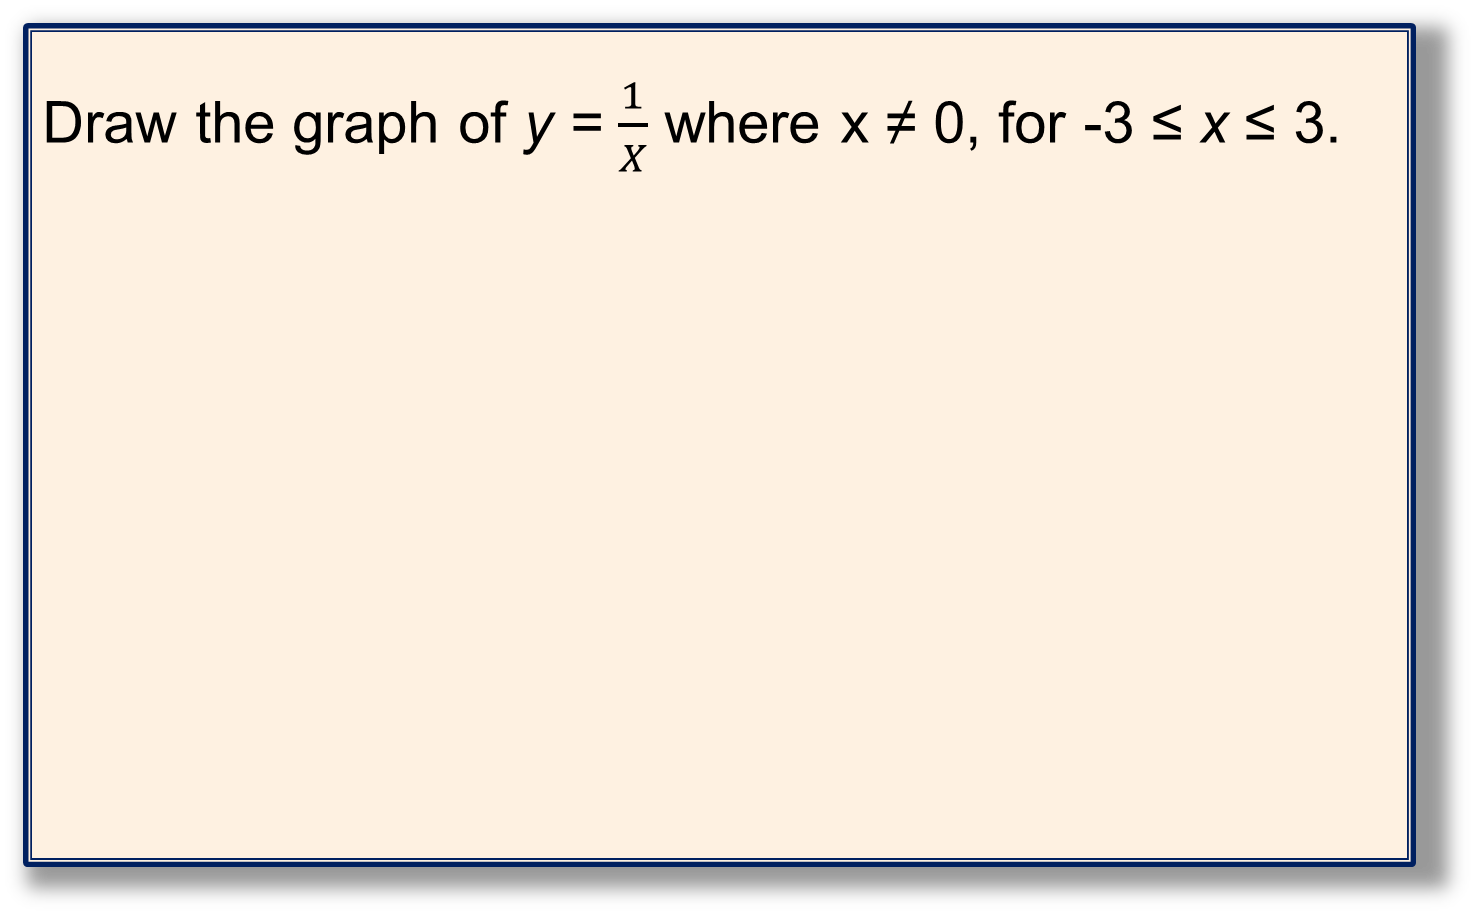 Draw the graph of y = 1/x where x ≠ 0, for -3 ≤ x ≤ 3.